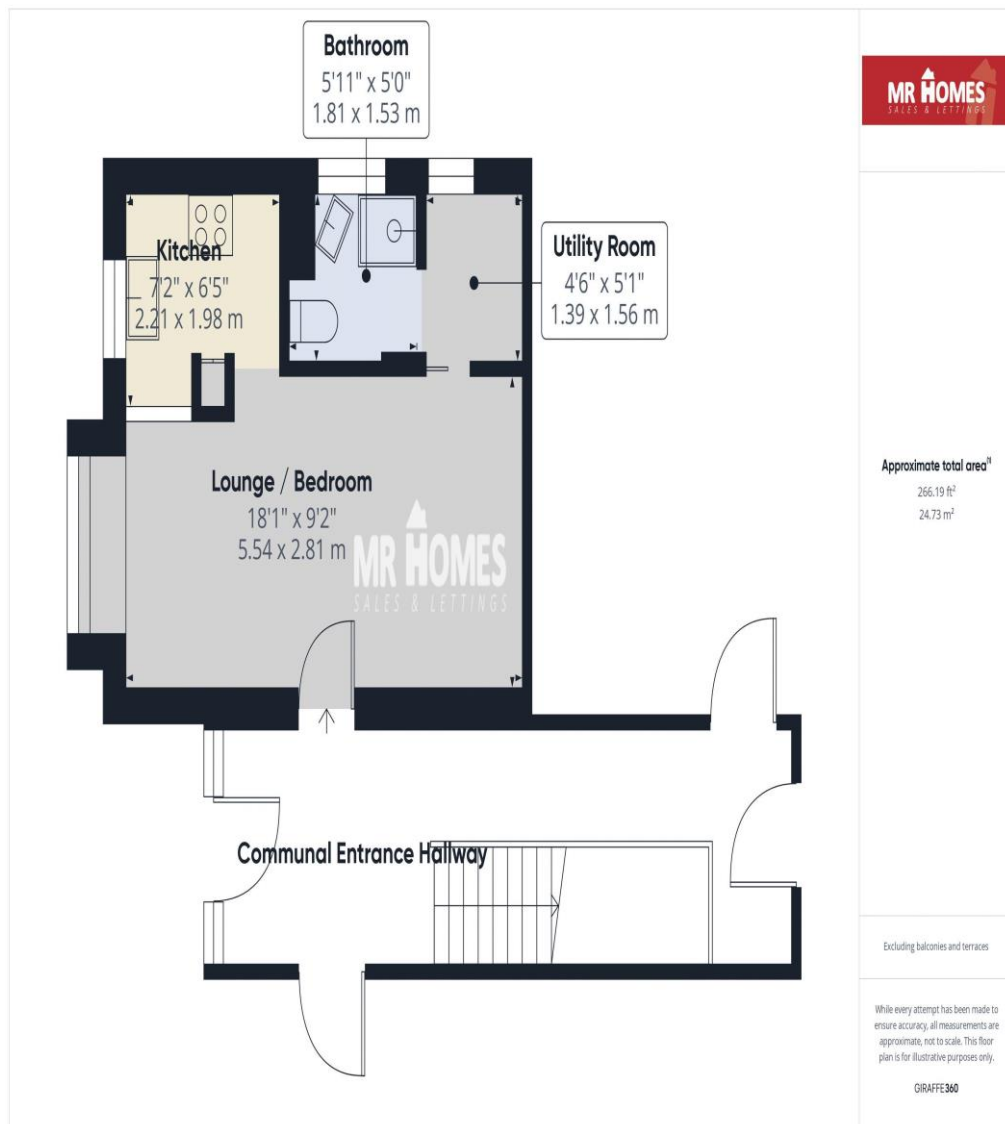 Bathroom
5'11" x 5'0"
1.81 x 1.53 m
MR HOMES
SALES & LETTINGS
Kitchen
7'2" x 6'5"
2.21 x 1.98 m
Utility Room
4'6" x 5'1"
1.39 x 1.56 m
Lounge / Bedroom
18'1" x 9'2"
5.54 x 2.81 m
MR HOMES
SALES & LETTINGS
Approximate total area⁽¹⁾
266.19 ft²
24.73 m²
Communal Entrance Hallway
Excluding balconies and terraces
While every attempt has been made to
ensure accuracy, all measurements are
approximate, not to scale. This floor
plan is for illustrative purposes only.
GIRAFFE360